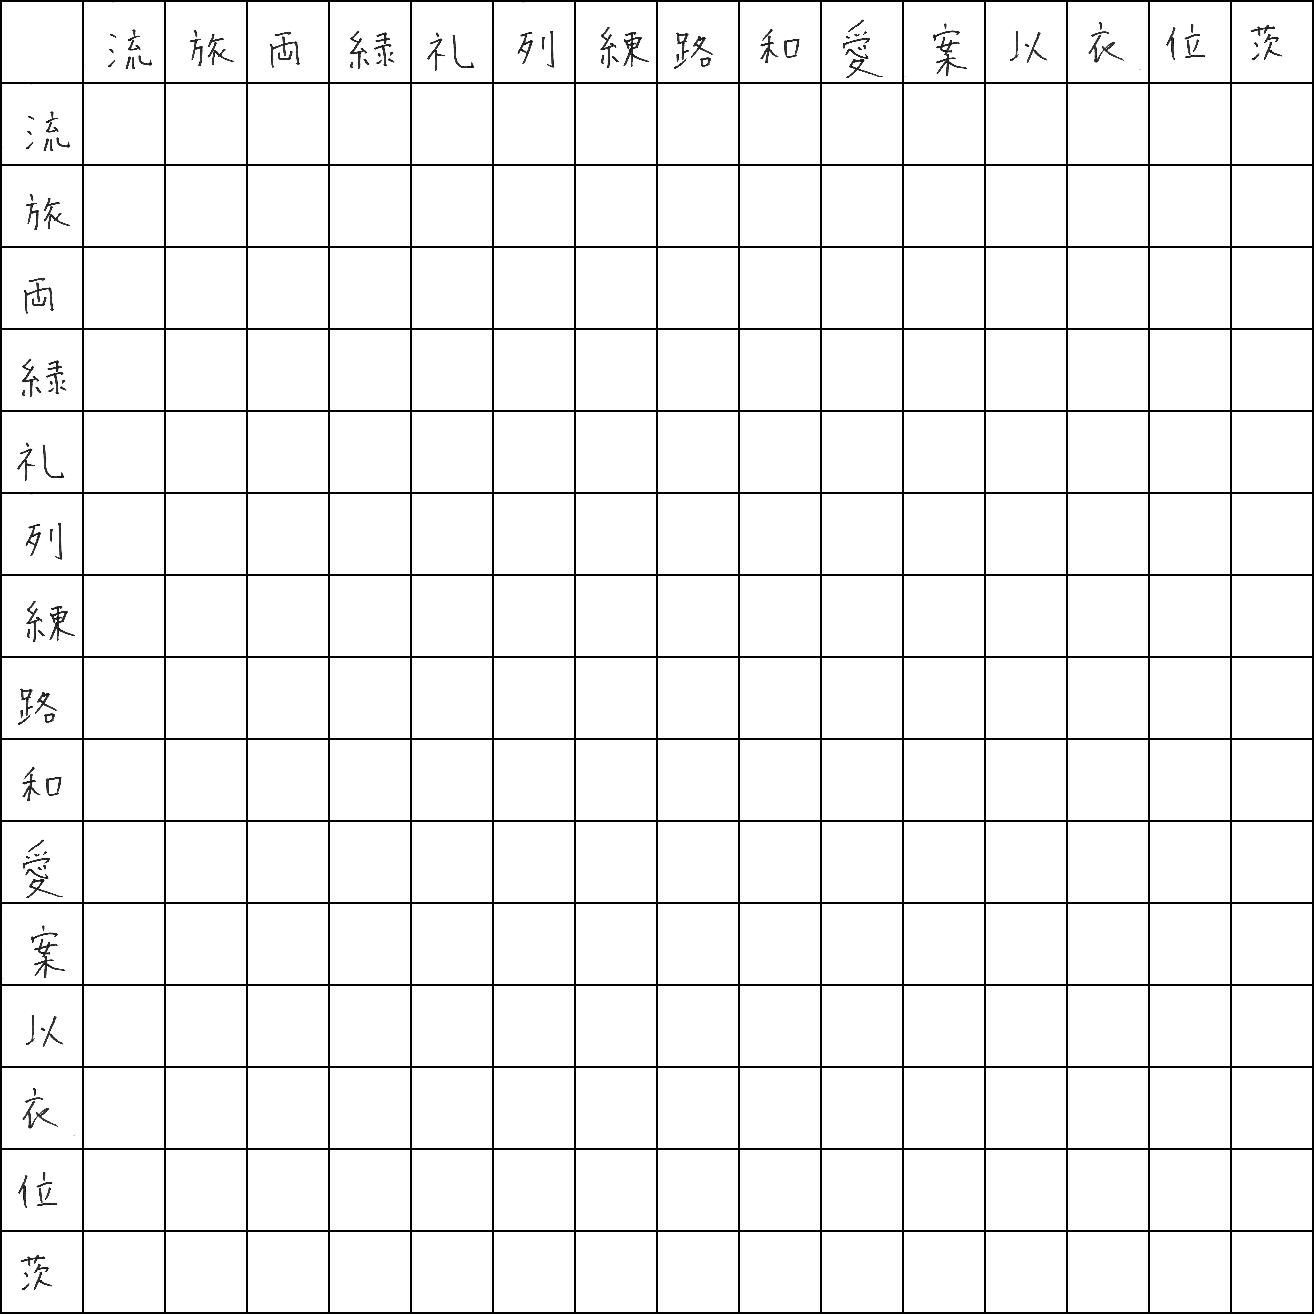 流 旅 両 緑 礼 列 練 路 和 愛 案 以 衣 位 茨
流
旅
両
緑
礼
列
練
路
和
愛
案
以
衣
位
茨